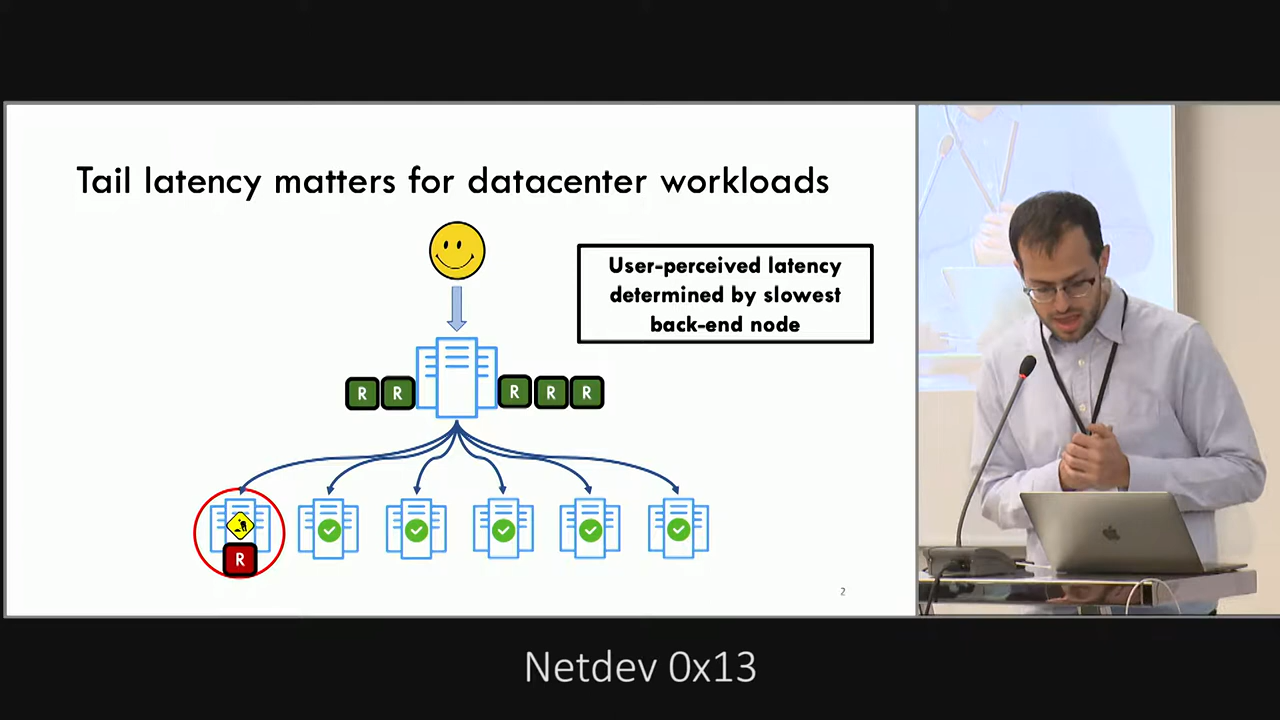 Tail latency matters for datacenter workloads
User-perceived latency
determined by slowest
back-end node
R R R R R
R
2
Netdev 0x13